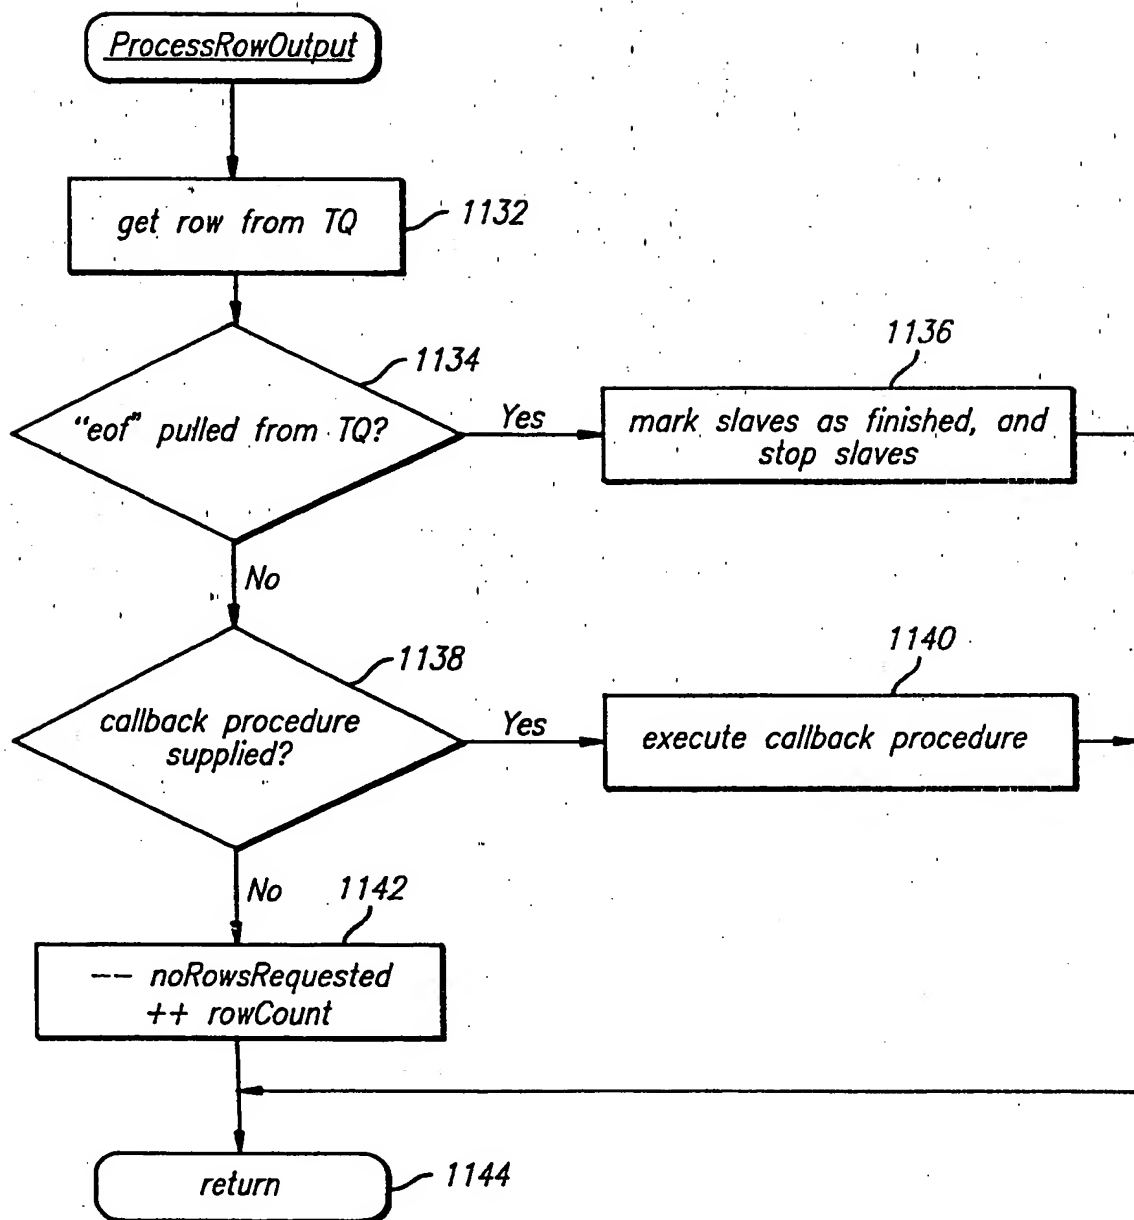 ProcessRowOutput
get row from TQ
1132
1134
"eof" pulled from TQ?
Yes
1136
mark slaves as finished, and
stop slaves
No
1138
callback procedure
supplied?
Yes
1140
execute callback procedure
No
1142
-- noRowsRequested
++ rowCount
return
1144